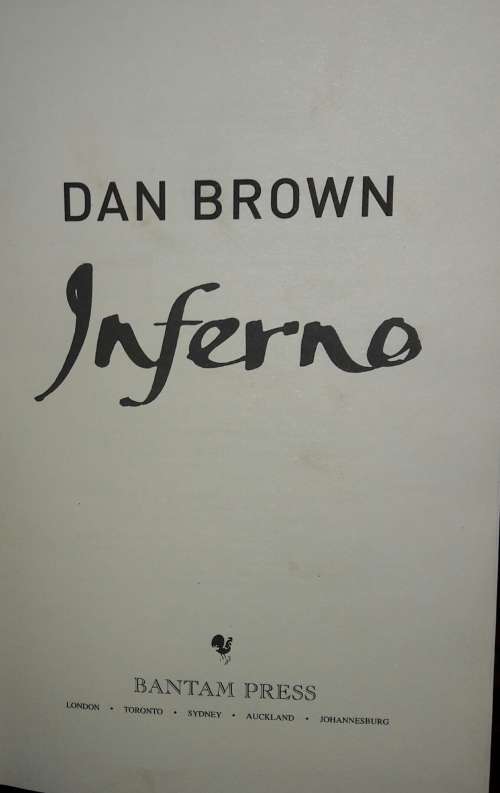 DAN BROWN
Inferno
BANTAM PRESS
LONDON • TORONTO • SYDNEY • AUCKLAND • JOHANNESBURG